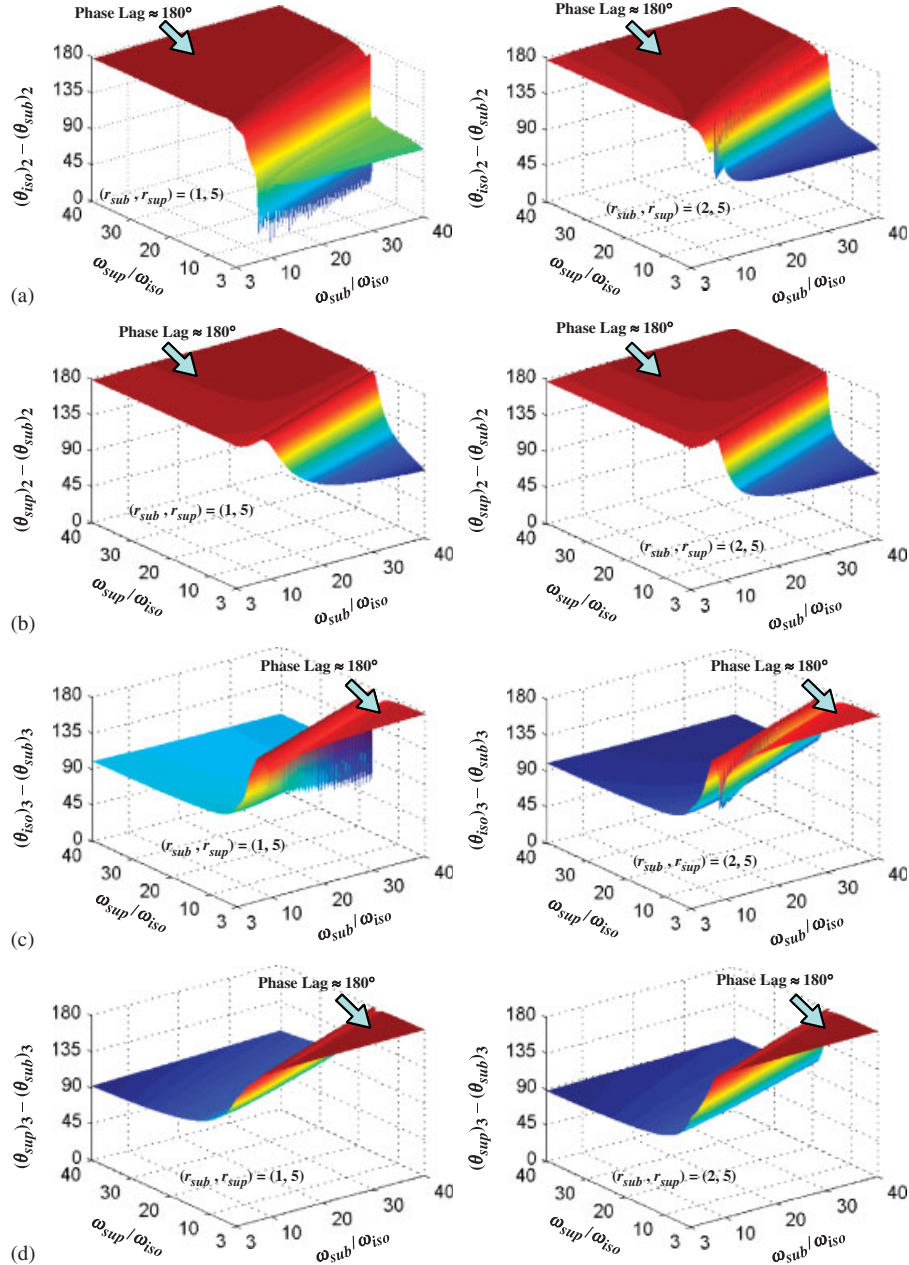 Phase Lag ≈ 180°
(θiso)2 − (θsub)2
180
135
90
45
0
40
30
20
10
3
ωsup/ωiso
(rsub , rsup) = (1, 5)
3
10
20
30
40
ωsub/ωiso
Phase Lag ≈ 180°
(θiso)2 − (θsub)2
180
135
90
45
0
40
30
20
10
3
ωsup/ωiso
(rsub , rsup) = (2, 5)
3
10
20
30
40
ωsub/ωiso
(a)
Phase Lag ≈ 180°
(θsup)2 − (θsub)2
180
135
90
45
0
40
30
20
10
3
ωsup/ωiso
(rsub , rsup) = (1, 5)
3
10
20
30
40
ωsub/ωiso
Phase Lag ≈ 180°
(θsup)2 − (θsub)2
180
135
90
45
0
40
30
20
10
3
ωsup/ωiso
(rsub , rsup) = (2, 5)
3
10
20
30
40
ωsub/ωiso
(b)
Phase Lag ≈ 180°
(θiso)3 − (θsub)3
180
135
90
45
0
40
30
20
10
3
ωsup/ωiso
(rsub , rsup) = (1, 5)
3
10
20
30
40
ωsub/ωiso
Phase Lag ≈ 180°
(θiso)3 − (θsub)3
180
135
90
45
0
40
30
20
10
3
ωsup/ωiso
(rsub , rsup) = (2, 5)
3
10
20
30
40
ωsub/ωiso
(c)
Phase Lag ≈ 180°
(θsup)3 − (θsub)3
180
135
90
45
0
40
30
20
10
3
ωsup/ωiso
(rsub , rsup) = (1, 5)
3
10
20
30
40
ωsub/ωiso
Phase Lag ≈ 180°
(θsup)3 − (θsub)3
180
135
90
45
0
40
30
20
10
3
ωsup/ωiso
(rsub , rsup) = (2, 5)
3
10
20
30
40
ωsub/ωiso
(d)